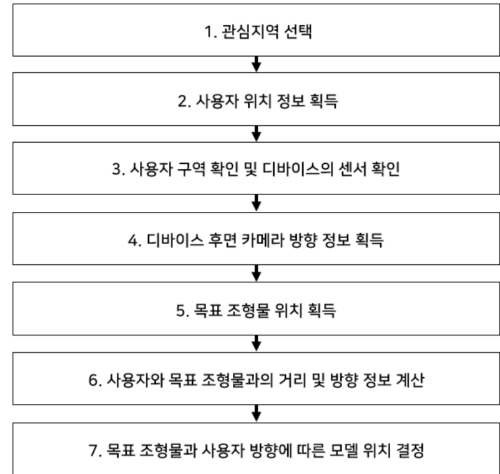 1. 관심지역 선택
2. 사용자 위치 정보 획득
3. 사용자 구역 확인 및 디바이스의 센서 확인
4. 디바이스 후면 카메라 방향 정보 획득
5. 목표 조형물 위치 획득
6. 사용자와 목표 조형물과의 거리 및 방향 정보 계산
7. 목표 조형물과 사용자 방향에 따른 모델 위치 결정